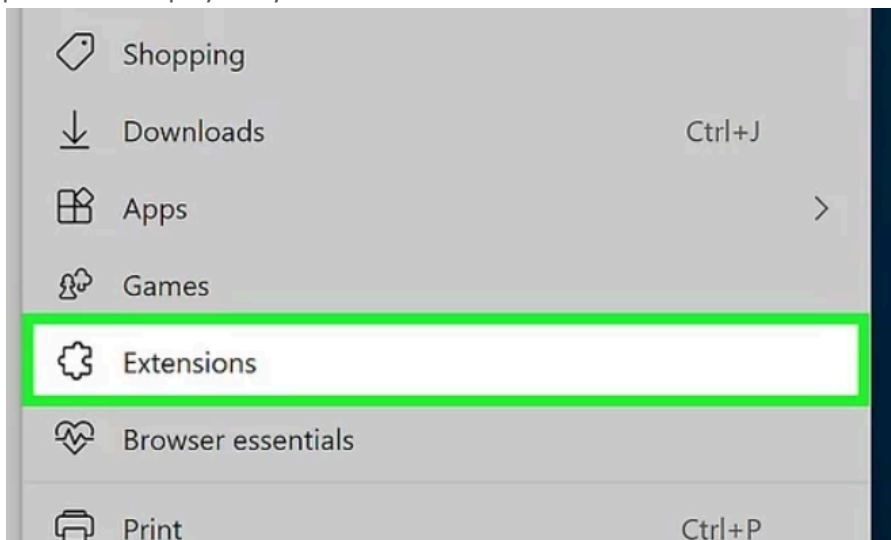 Shopping
Downloads Ctrl+J
Apps
Games
Extensions
Browser essentials
Print Ctrl+P